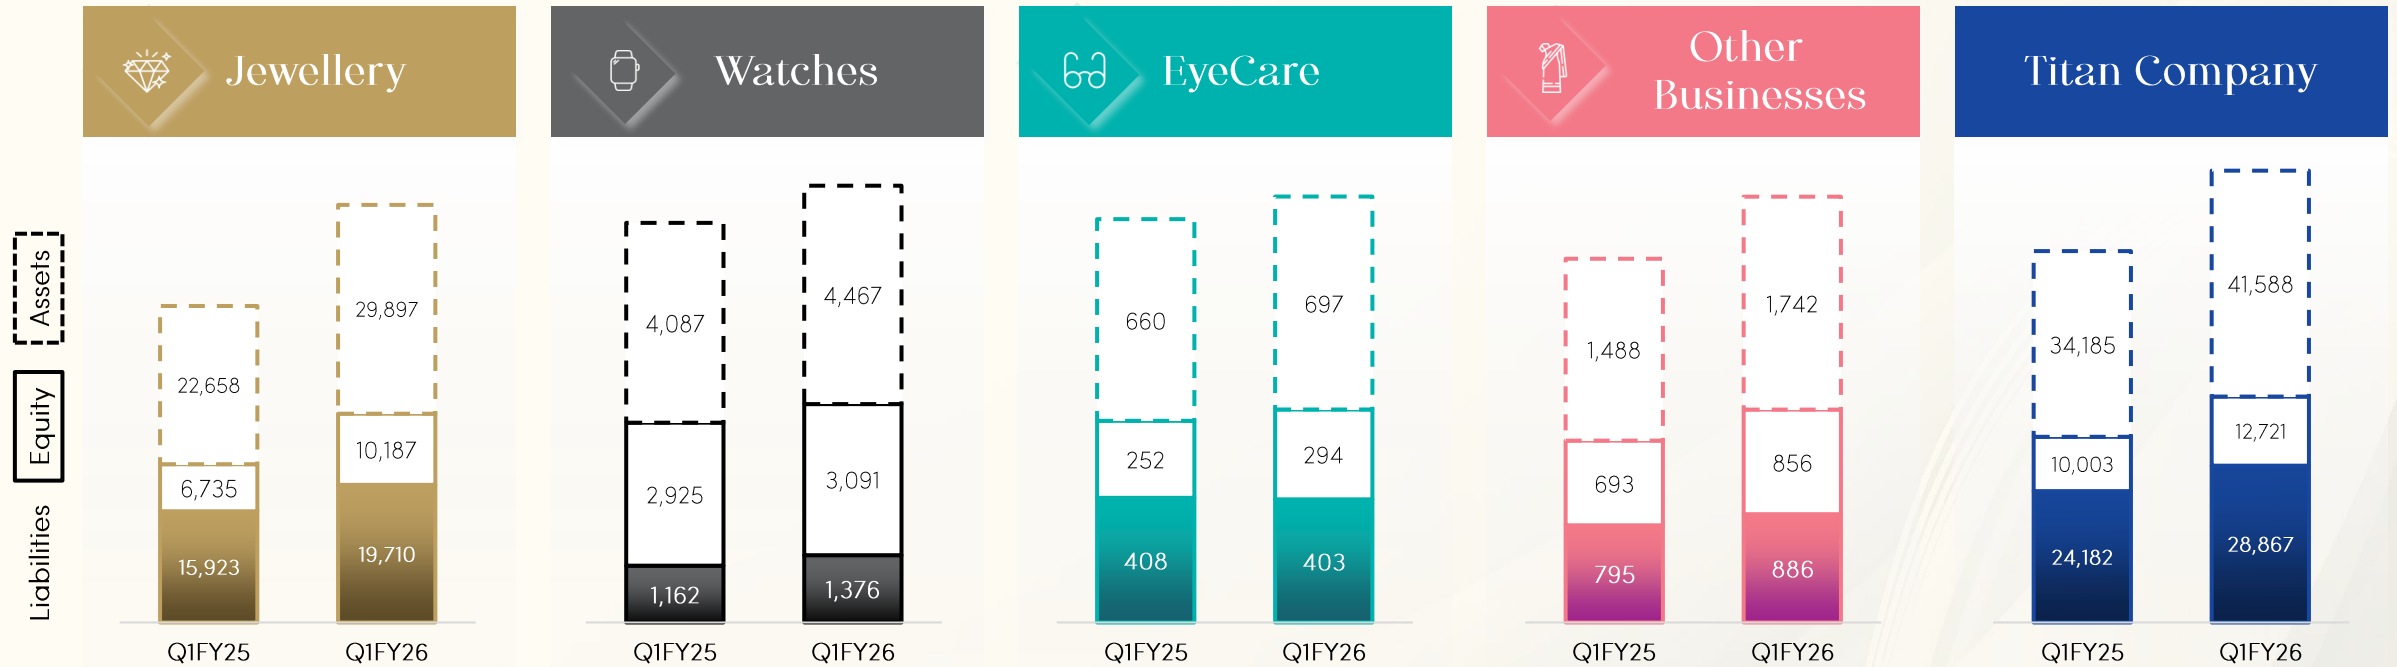 Jewellery
Watches
EyeCare
Other
Businesses
Titan Company
Assets
Equity
Liabilities
22,658
6,735
15,923
29,897
10,187
19,710
Q1FY25
Q1FY26
4,087
2,925
1,162
4,467
3,091
1,376
Q1FY25
Q1FY26
660
252
408
697
294
403
Q1FY25
Q1FY26
1,488
693
795
1,742
856
886
Q1FY25
Q1FY26
34,185
10,003
24,182
41,588
12,721
28,867
Q1FY25
Q1FY26